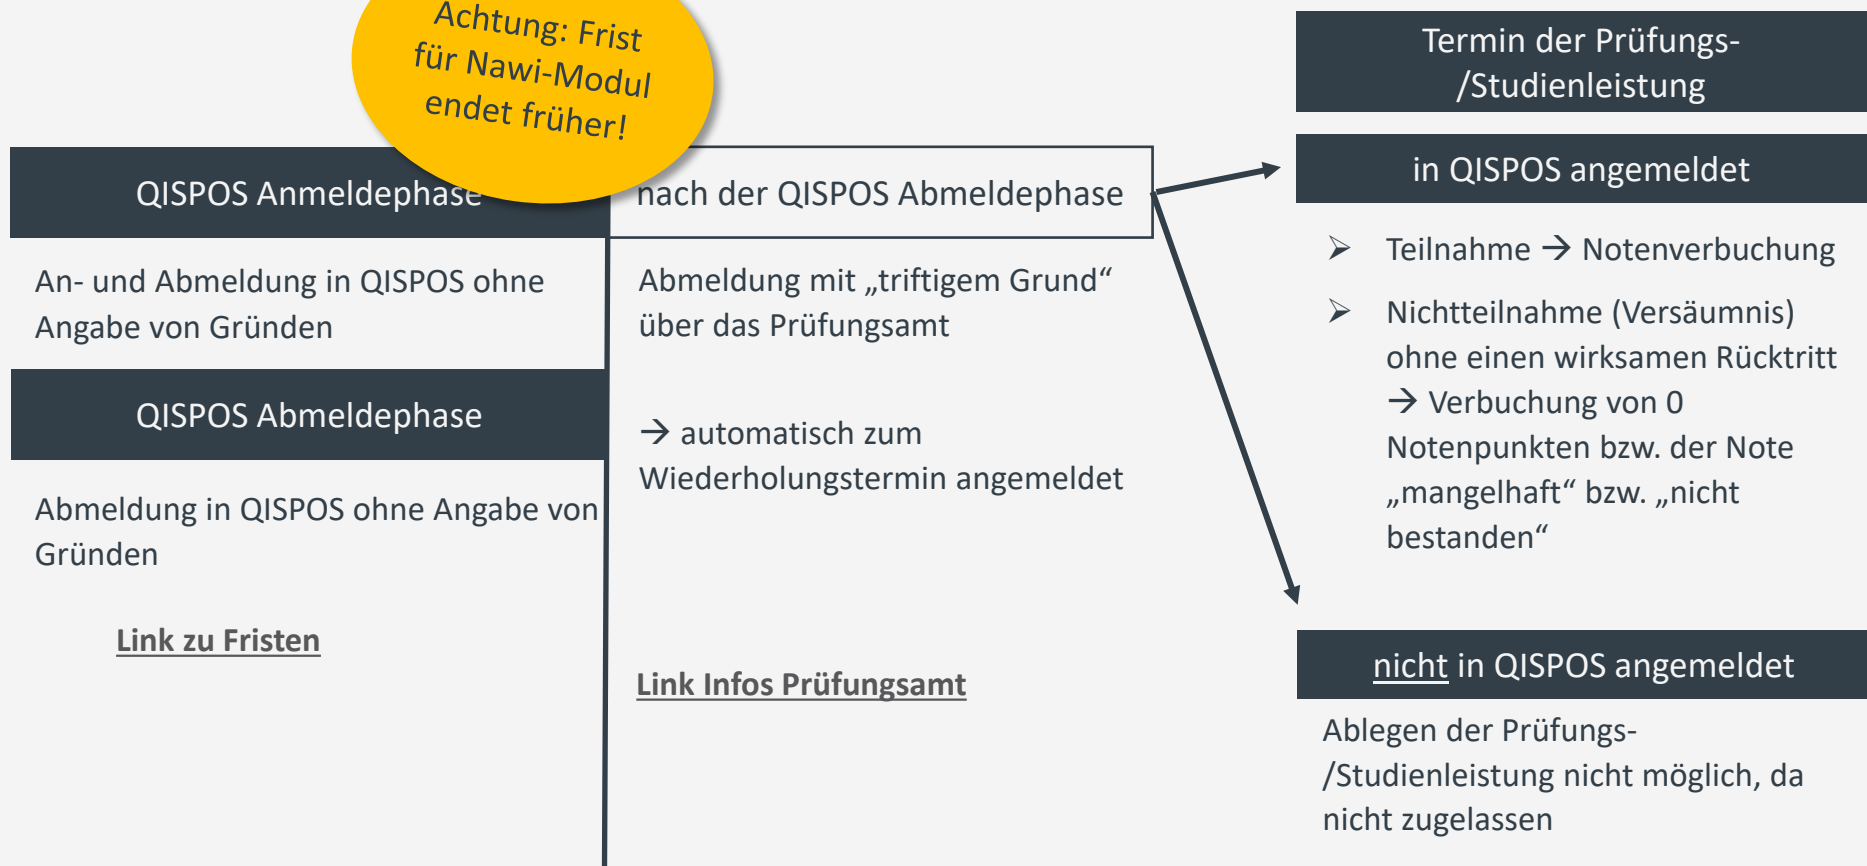 Achtung: Frist
für Nawi-Modul
endet früher!
QISPOS Anmeldephase
An- und Abmeldung in QISPOS ohne
Angabe von Gründen
QISPOS Abmeldephase
Abmeldung in QISPOS ohne Angabe von
Gründen
Link zu Fristen
nach der QISPOS Abmeldephase
Abmeldung mit „triftigem Grund“
über das Prüfungsamt
→ automatisch zum
Wiederholungstermin angemeldet
Link Infos Prüfungsamt
Termin der Prüfungs-
/Studienleistung
in QISPOS angemeldet
➢ Teilnahme → Notenverbuchung
➢ Nichtteilnahme (Versäumnis)
ohne einen wirksamen Rücktritt
→ Verbuchung von 0
Notenpunkten bzw. der Note
„mangelhaft“ bzw. „nicht
bestanden“
nicht in QISPOS angemeldet
Ablegen der Prüfungs-
/Studienleistung nicht möglich, da
nicht zugelassen